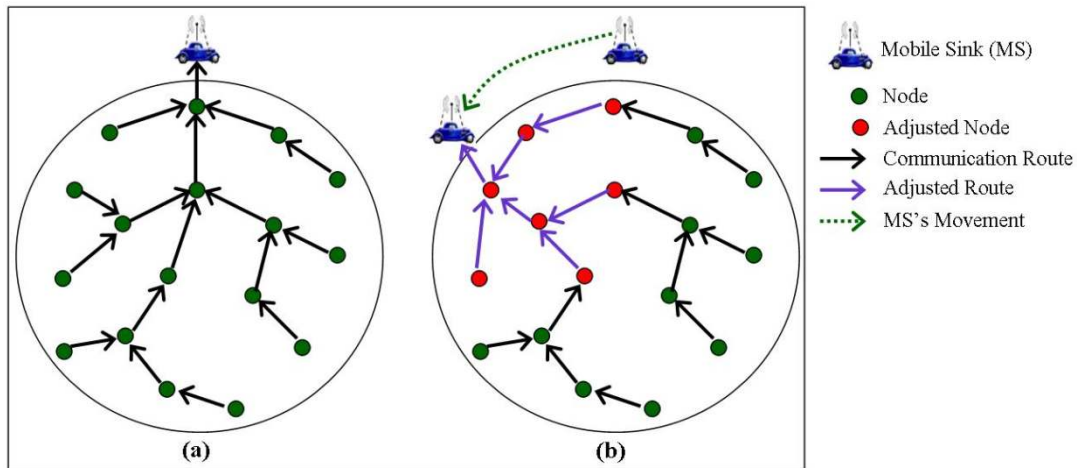 Mobile Sink (MS)
Node
Adjusted Node
Communication Route
Adjusted Route
MS's Movement
(a)
(b)